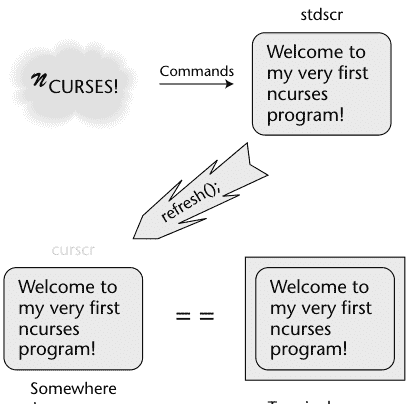 stdscr
nCURSES!
Commands
Welcome to
my very first
ncurses
program!
refresh();
curscr
Welcome to
my very first
ncurses
program!
==
Welcome to
my very first
ncurses
program!
Somewhere